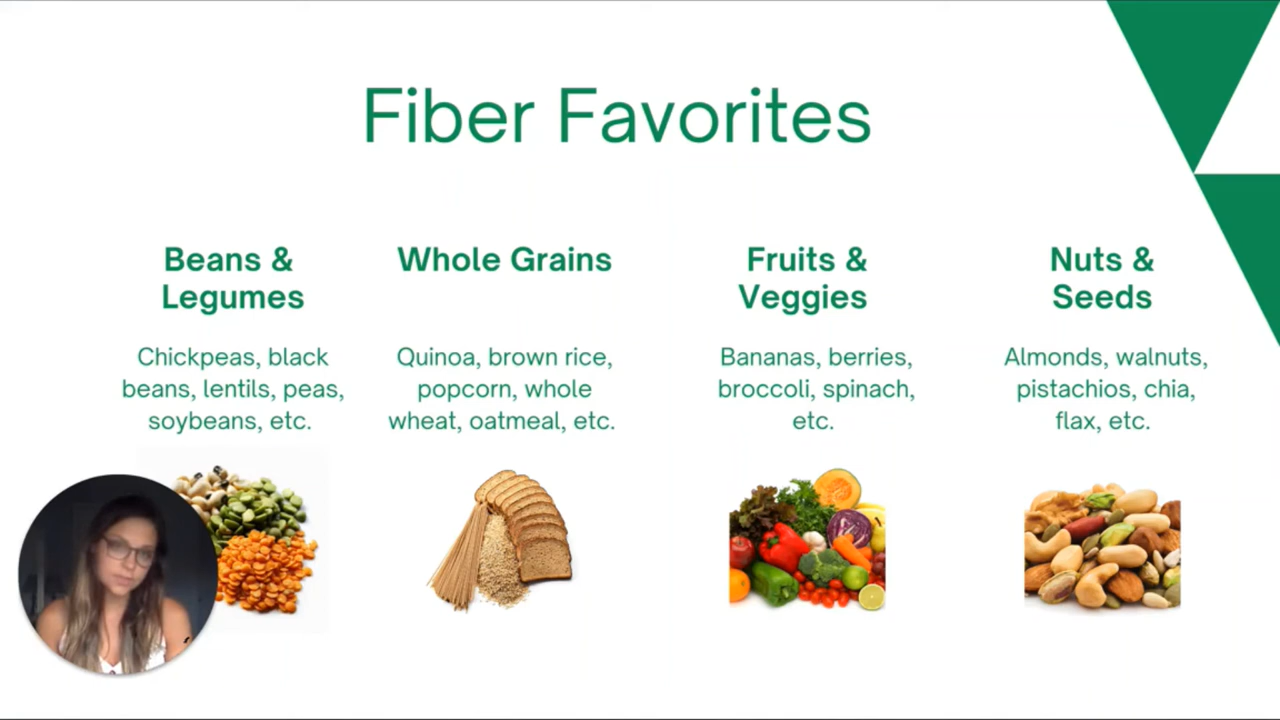 Fiber Favorites
Beans &
Legumes
Chickpeas, black
beans, lentils, peas,
soybeans, etc.
Whole Grains
Quinoa, brown rice,
popcorn, whole
wheat, oatmeal, etc.
Fruits &
Veggies
Bananas, berries,
broccoli, spinach,
etc.
Nuts &
Seeds
Almonds, walnuts,
pistachios, chia,
flax, etc.